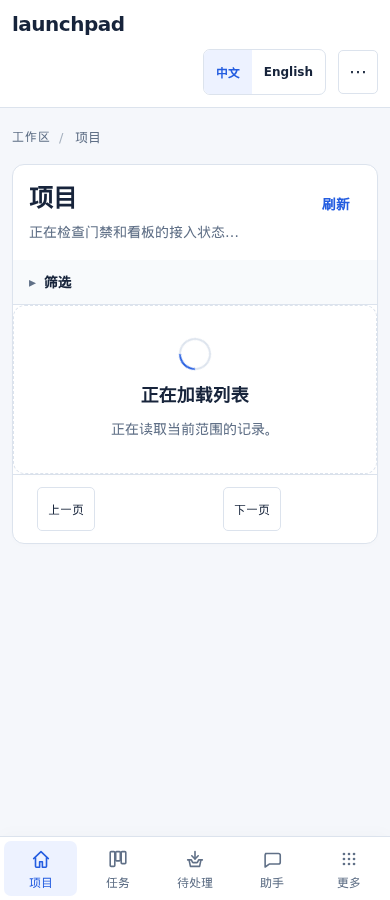 launchpad
中文 English ...
工作区 / 项目
项目
刷新
正在检查门禁和看板的接入状态…
▸ 筛选
正在加载列表
正在读取当前范围的记录。
上一页 下一页
项目 任务 待处理 助手 更多